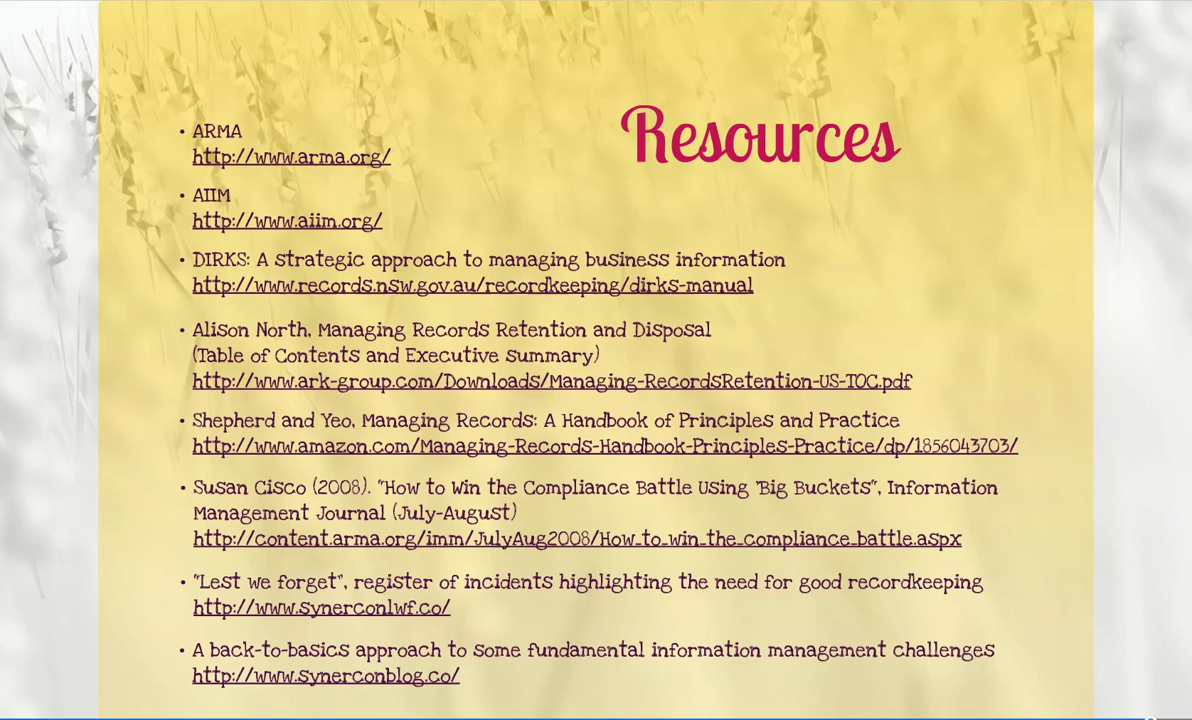 Resources
• ARMA
http://www.arma.org/
• AIIM
http://www.aiim.org/
• DIRKS: A strategic approach to managing business information
http://www.records.nsw.gov.au/recordkeeping/dirks-manual
• Alison North, Managing Records Retention and Disposal
(Table of Contents and Executive summary)
http://www.ark-group.com/Downloads/Managing-RecordsRetention-US-TOC.pdf
• Shepherd and Yeo, Managing Records: A Handbook of Principles and Practice
http://www.amazon.com/Managing-Records-Handbook-Principles-Practice/dp/1856043703/
• Susan Cisco (2008). "How to Win the Compliance Battle Using 'Big Buckets", Information
Management Journal (July-August)
http://content.arma.org/imm/JulyAug2008/How_to_win_the_compliance_battle.aspx
• "Lest we forget", register of incidents highlighting the need for good recordkeeping
http://www.synerconlwf.co/
• A back-to-basics approach to some fundamental information management challenges
http://www.synerconblog.co/